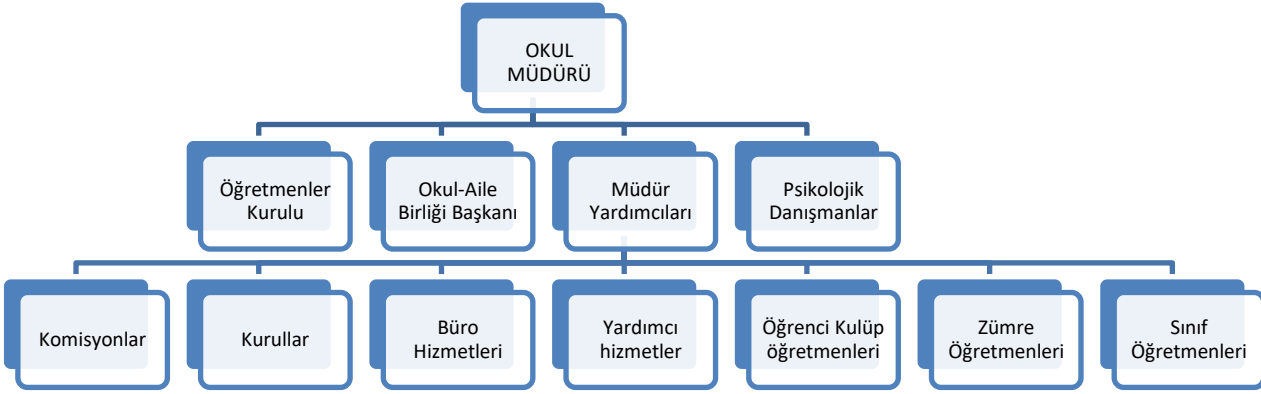 OKUL
MÜDÜRÜ
Öğretmenler
Kurulu
Okul-Aile
Birliği Başkanı
Müdür
Yardımcıları
Psikolojik
Danışmanlar
Komisyonlar
Kurullar
Büro
Hizmetleri
Yardımcı
hizmetler
Öğrenci Kulüp
öğretmenleri
Zümre
Öğretmenleri
Sınıf
Öğretmenleri